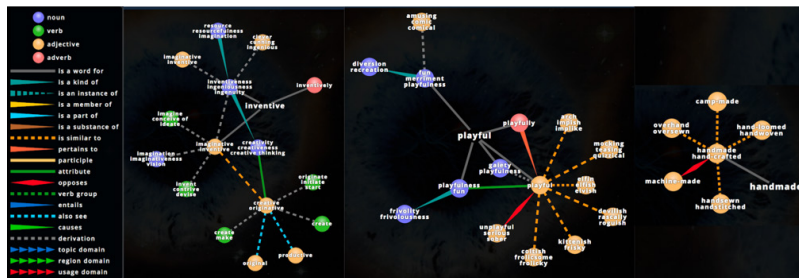 noun
verb
adjective
adverb
is a word for
is a kind of
is an instance of
is a member of
is a part of
is a substance of
is similar to
pertains to
participle
attribute
opposes
verb group
entails
also see
causes
derivation
topic domain
region domain
usage domain
resource
resourcefulness
imagination
clever
cunning
ingenious
imaginative
inventive
inventiveness
ingeniousness
ingenuity
inventively
inventive
imagine
conceive of
ideate
imaginative
inventive
creativity
creativeness
creative thinking
imagination
imaginativeness
vision
invent
contrive
devise
originate
initiate
start
creative
originative
create
make
create
original
productive
amusing
comic
comical
diversion
recreation
fun
merriment
playfulness
playful
playfully
arch
impish
implike
mocking
teasing
quizzical
gaiety
playfulness
playfulness
fun
playful
elfin
elfish
elvish
frivolity
frivolousness
unplayful
serious
sober
devilish
rascally
roguish
coltish
frolicsome
frolicky
kittenish
frisky
camp-made
overhand
oversewn
hand-loomed
handwoven
handmade
hand-crafted
machine-made
handmade
handsewn
handstitched